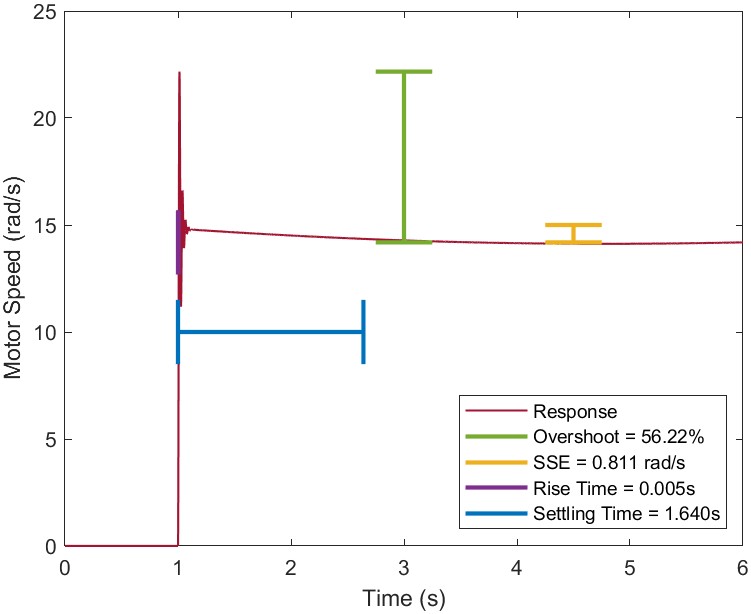 25
20
15
10
5
0
0 1 2 3 4 5 6
Motor Speed (rad/s)
Time (s)
Response
Overshoot = 56.22%
SSE = 0.811 rad/s
Rise Time = 0.005s
Settling Time = 1.640s